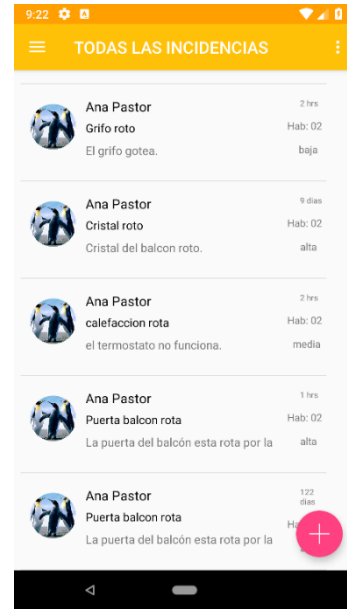 9:22
TODAS LAS INCIDENCIAS
Ana Pastor 2 hrs
Grifo roto Hab: 02
El grifo gotea. baja
Ana Pastor 9 dias
Cristal roto Hab: 02
Cristal del balcon roto. alta
Ana Pastor 2 hrs
calefaccion rota Hab: 02
el termostato no funciona. media
Ana Pastor 1 hrs
Puerta balcon rota Hab: 02
La puerta del balcón esta rota por la alta
Ana Pastor 122
dias
Puerta balcon rota
La puerta del balcón esta rota por la